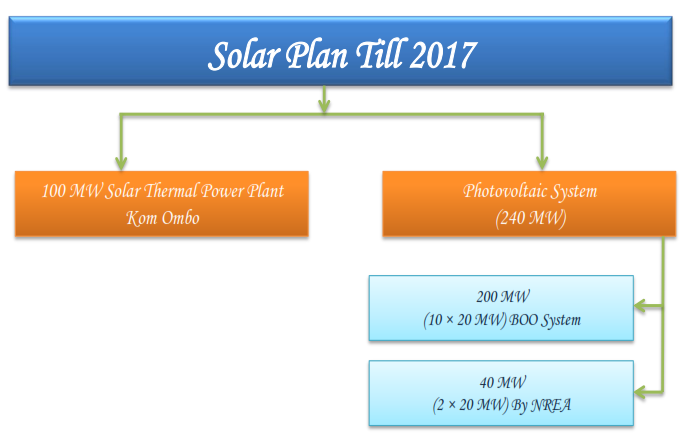 Solar Plan Till 2017
100 MW Solar Thermal Power Plant
Kom Ombo
Photovoltaic System
(240 MW)
200 MW
(10 × 20 MW) BOO System
40 MW
(2 × 20 MW) By NREA